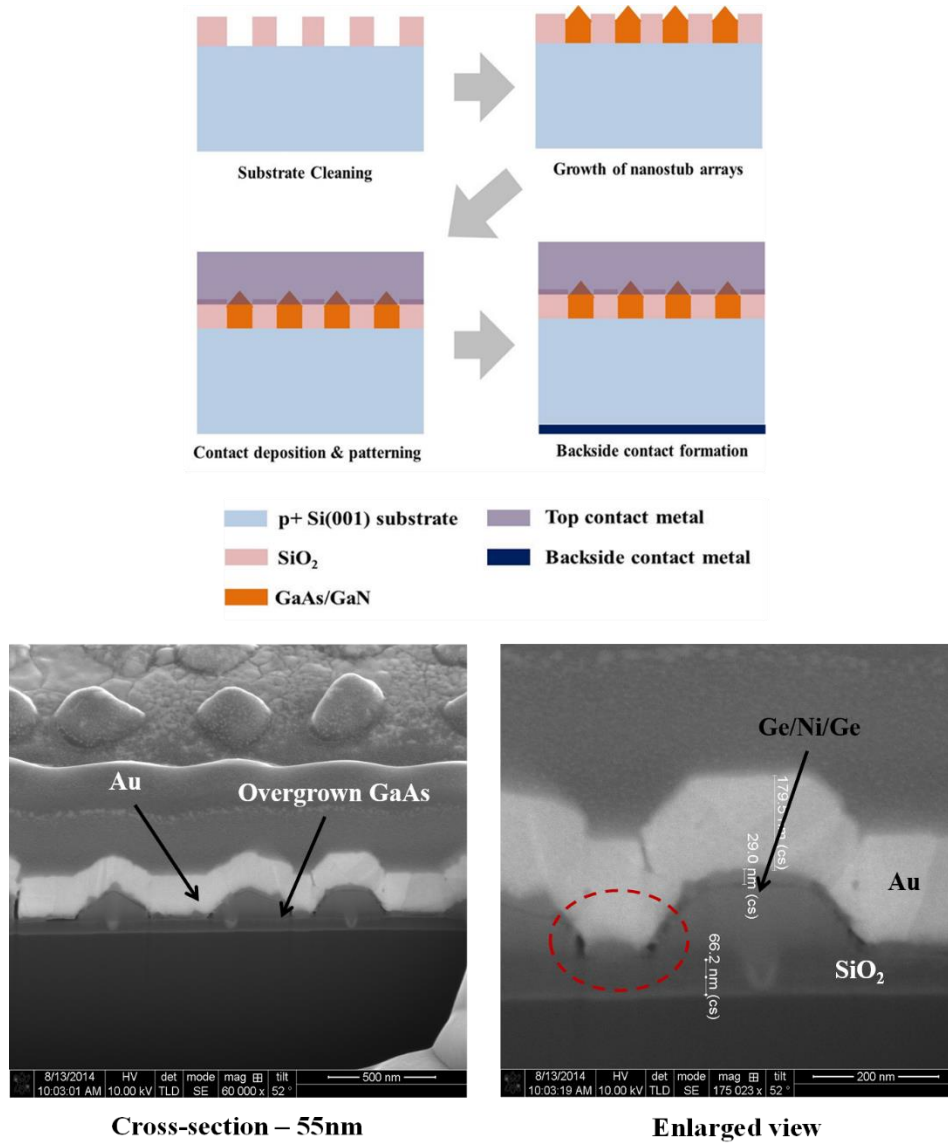 Substrate Cleaning
Growth of nanostub arrays
Contact deposition & patterning
Backside contact formation
p+ Si(001) substrate
Top contact metal
SiO₂
Backside contact metal
GaAs/GaN
Au
Overgrown GaAs
8/13/2014 HV det mode mag ⊞ tilt 500 nm
10:03:01 AM 10.00 kV TLD SE 60 000 x 52 °
Ge/Ni/Ge
179.5 nm (cs)
29.0 nm (cs)
66.2 nm (cs)
Au
SiO₂
8/13/2014 HV det mode mag ⊞ tilt 200 nm
10:03:19 AM 10.00 kV TLD SE 175 023 x 52 °
Cross-section – 55nm
Enlarged view